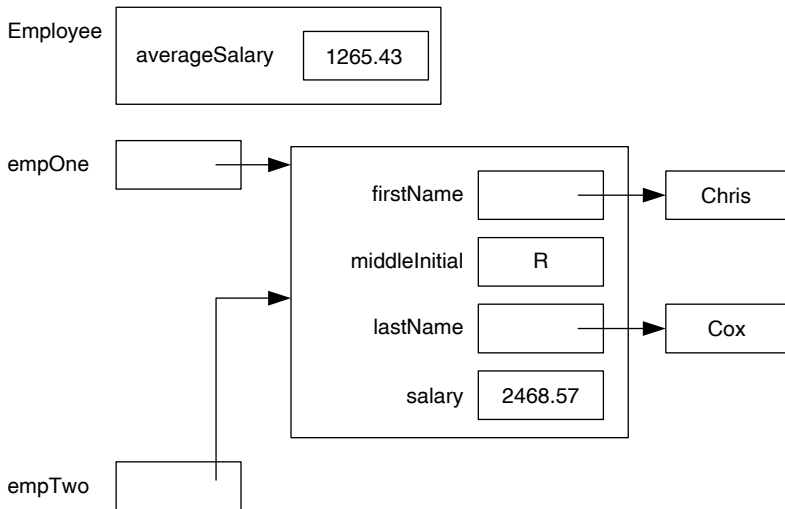 Employee
averageSalary 1265.43
empOne
firstName Chris
middleInitial R
lastName Cox
salary 2468.57
empTwo